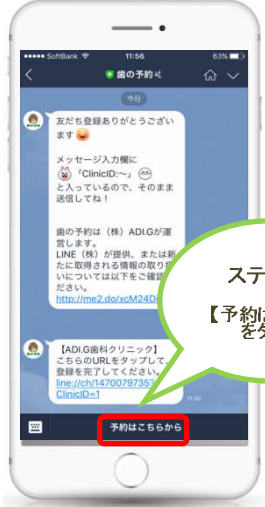 SoftBank 11:56 63%
歯の予約
今日
友だち登録ありがとうござい
ます
メッセージ入力欄に
「ClinicID:〜」
と入っているので、そのまま
送信してね！
歯の予約は（株）ADI.Gが運
営します。
LINE（株）が提供、または新
たに取得される情報の取り
いについては以下をご確認
ださい。
http://me2.do/xcM24D
【ADI.G歯科クリニック】
こちらのURLをタップして、
登録を完了してください。
line://ch/1470079735?
ClinicID=1
11:56
ステ
【予約は
をタ
予約はこちらから